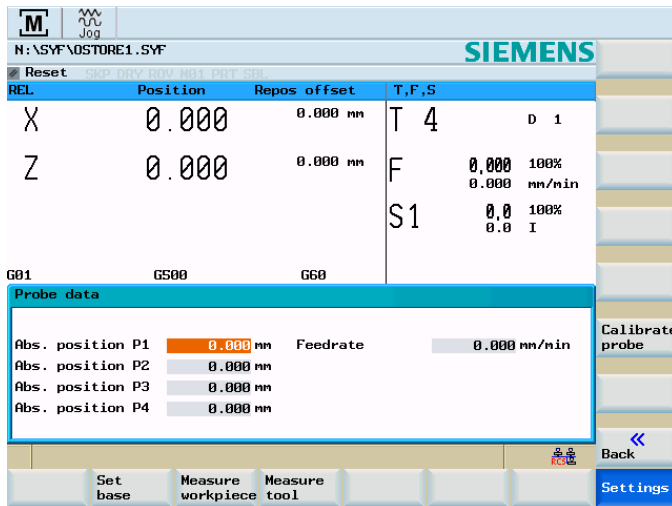 M
Jog
N:\SYF\OSTORE1.SYF
SIEMENS
Reset SKP DRY ROV M01 PRT SBL
REL Position Repos offset T,F,S
X 0.000 0.000 mm T 4 D 1
Z 0.000 0.000 mm F 0,000 100%
0.000 mm/min
S1 0,0 100%
0.0 I
G01 G500 G60
Probe data
Abs. position P1 0.000 mm Feedrate 0.000 mm/min
Abs. position P2 0.000 mm
Abs. position P3 0.000 mm
Abs. position P4 0.000 mm
Calibrate
probe
RCS
Back
Set
base
Measure
workpiece
Measure
tool
Settings